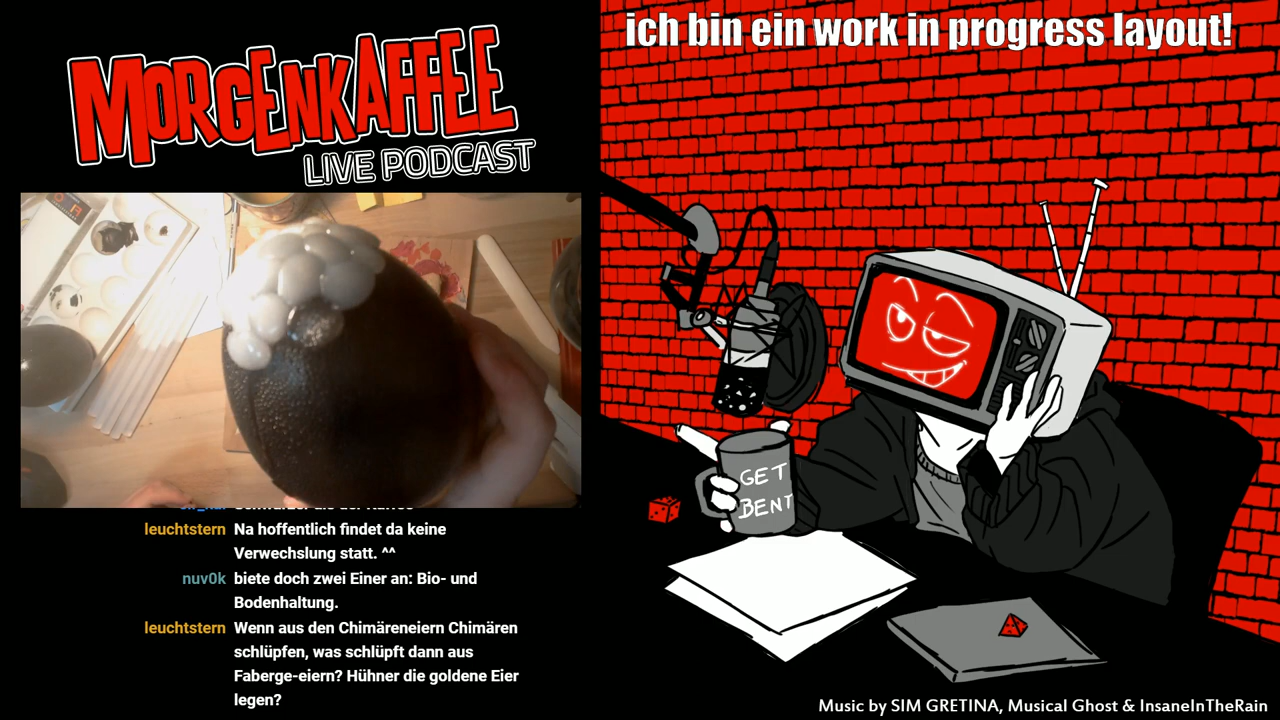 ich bin ein work in progress layout!
MORGENKAFFEE
LIVE PODCAST
GET
BENT
leuchtstern Na hoffentlich findet da keine
Verwechslung statt. ^^
nuv0k biete doch zwei Einer an: Bio- und
Bodenhaltung.
leuchtstern Wenn aus den Chimäreneiern Chimären
schlüpfen, was schlüpft dann aus
Faberge-eiern? Hühner die goldene Eier
legen?
Music by SIM GRETINA, Musical Ghost & InsaneInTheRain